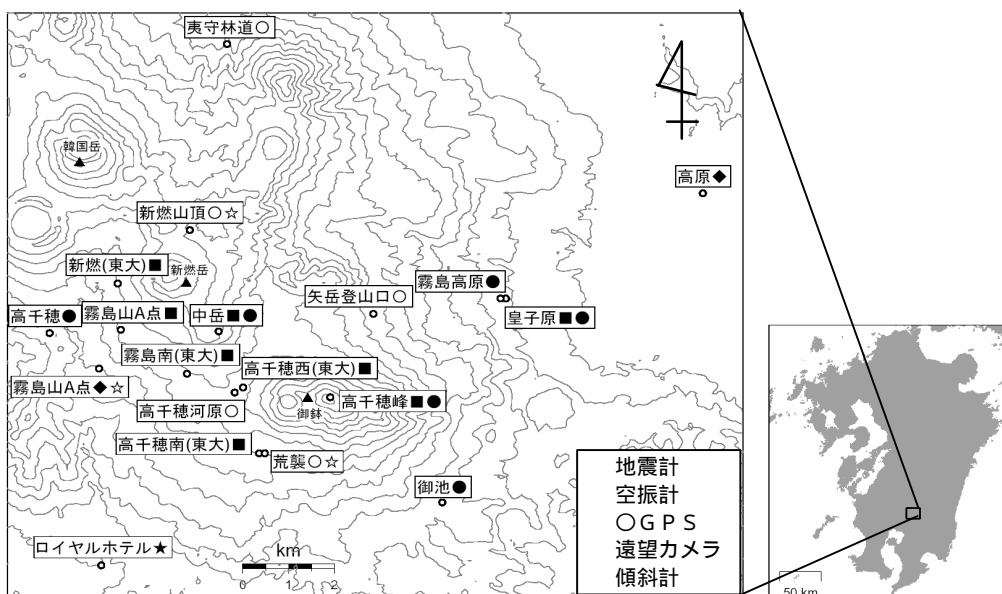 夷守林道○
韓国岳
高原◆
新燃山頂○☆
新燃(東大)■
新燃岳
霧島高原●
矢岳登山口○
高千穂●
霧島山A点■
中岳■●
皇子原■●
霧島南(東大)■
高千穂西(東大)■
霧島山A点◆☆
高千穂河原○
御鉢
高千穂峰■●
高千穂南(東大)■
荒襲○☆
御池●
ロイヤルホテル★
km
0 1 2
地震計
空振計
○GPS
遠望カメラ
傾斜計
50 km